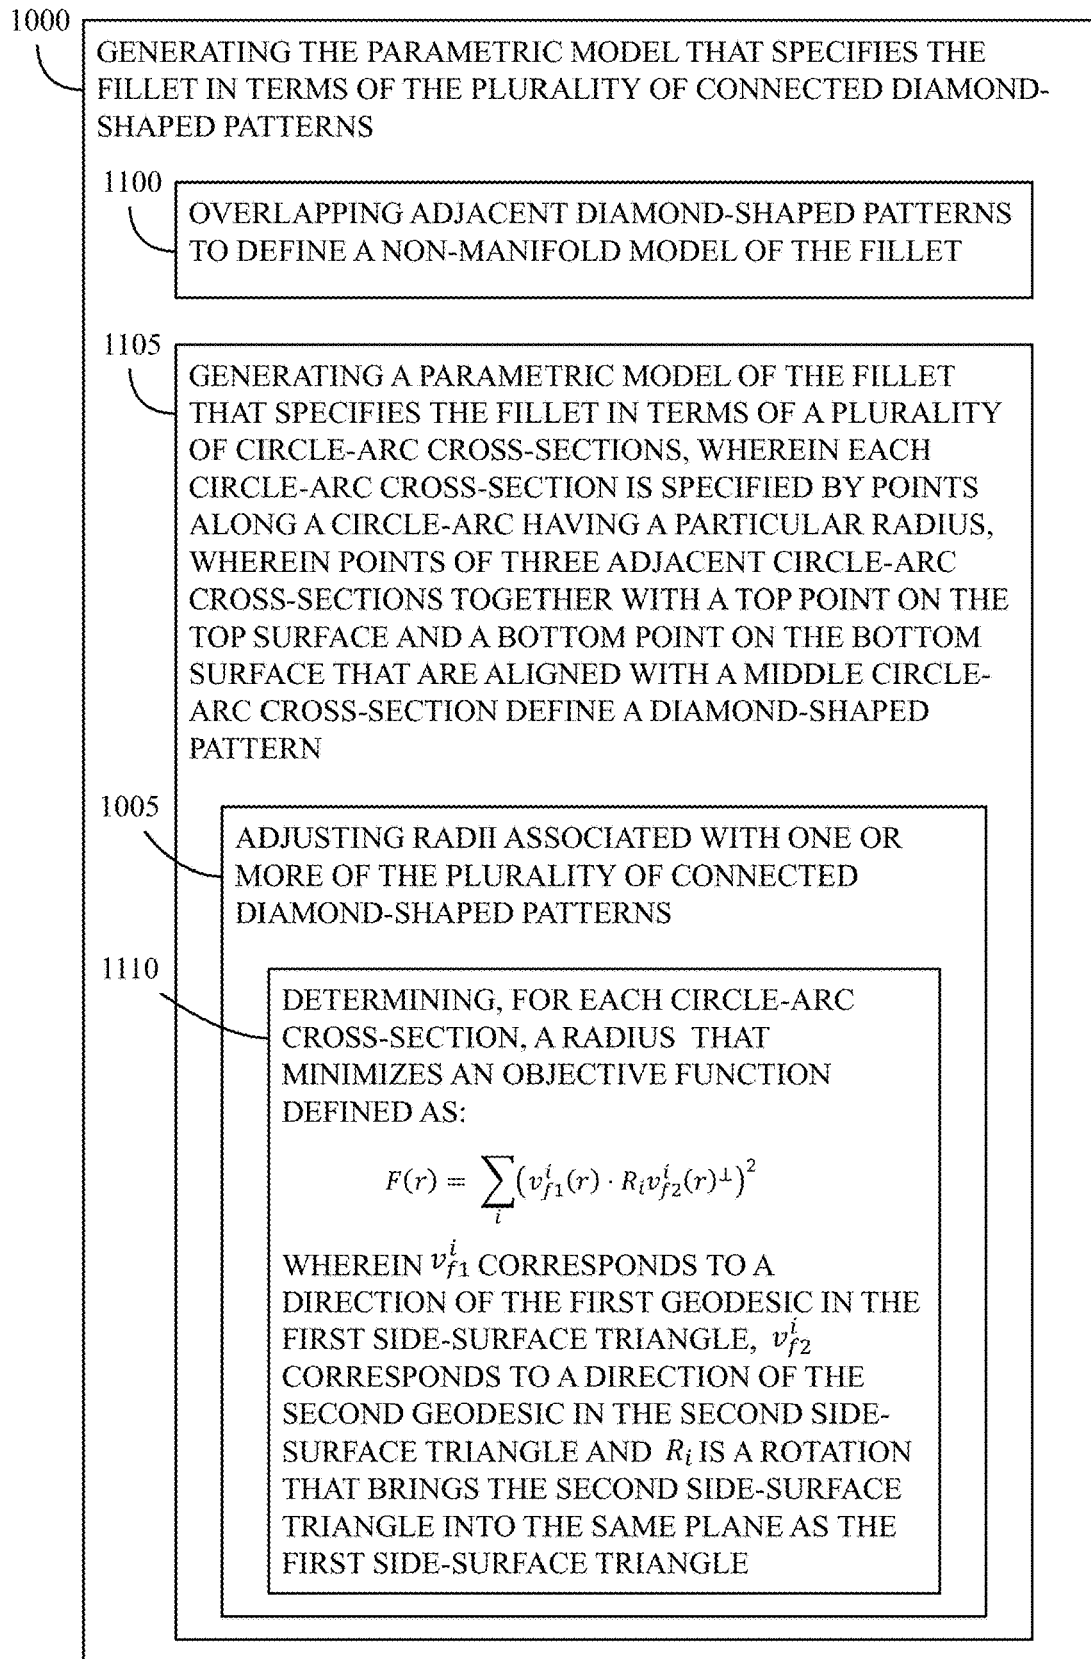 1000
GENERATING THE PARAMETRIC MODEL THAT SPECIFIES THE
FILLET IN TERMS OF THE PLURALITY OF CONNECTED DIAMOND-
SHAPED PATTERNS
1100
OVERLAPPING ADJACENT DIAMOND-SHAPED PATTERNS
TO DEFINE A NON-MANIFOLD MODEL OF THE FILLET
1105
GENERATING A PARAMETRIC MODEL OF THE FILLET
THAT SPECIFIES THE FILLET IN TERMS OF A PLURALITY
OF CIRCLE-ARC CROSS-SECTIONS, WHEREIN EACH
CIRCLE-ARC CROSS-SECTION IS SPECIFIED BY POINTS
ALONG A CIRCLE-ARC HAVING A PARTICULAR RADIUS,
WHEREIN POINTS OF THREE ADJACENT CIRCLE-ARC
CROSS-SECTIONS TOGETHER WITH A TOP POINT ON THE
TOP SURFACE AND A BOTTOM POINT ON THE BOTTOM
SURFACE THAT ARE ALIGNED WITH A MIDDLE CIRCLE-
ARC CROSS-SECTION DEFINE A DIAMOND-SHAPED
PATTERN
1005
ADJUSTING RADII ASSOCIATED WITH ONE OR
MORE OF THE PLURALITY OF CONNECTED
DIAMOND-SHAPED PATTERNS
1110
DETERMINING, FOR EACH CIRCLE-ARC
CROSS-SECTION, A RADIUS THAT
MINIMIZES AN OBJECTIVE FUNCTION
DEFINED AS:
$F(r) = \sum_i (v_{f1}^i(r) \cdot R_i v_{f2}^i(r)^\perp)^2$
WHEREIN $v_{f1}^i$ CORRESPONDS TO A
DIRECTION OF THE FIRST GEODESIC IN THE
FIRST SIDE-SURFACE TRIANGLE, $v_{f2}^i$
CORRESPONDS TO A DIRECTION OF THE
SECOND GEODESIC IN THE SECOND SIDE-
SURFACE TRIANGLE AND $R_i$ IS A ROTATION
THAT BRINGS THE SECOND SIDE-SURFACE
TRIANGLE INTO THE SAME PLANE AS THE
FIRST SIDE-SURFACE TRIANGLE